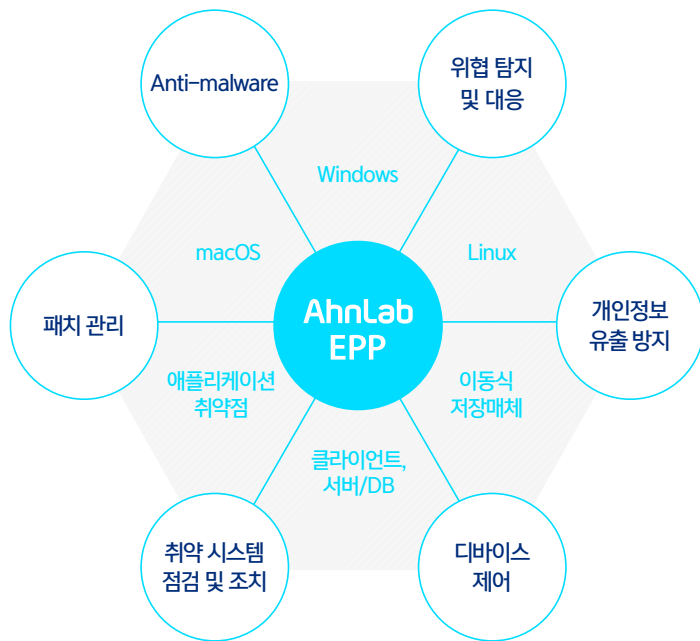 Anti-malware
위협 탐지
및 대응
Windows
macOS
Linux
패치 관리
AhnLab
EPP
개인정보
유출 방지
애플리케이션
취약점
이동식
저장매체
클라이언트,
서버/DB
취약 시스템
점검 및 조치
디바이스
제어